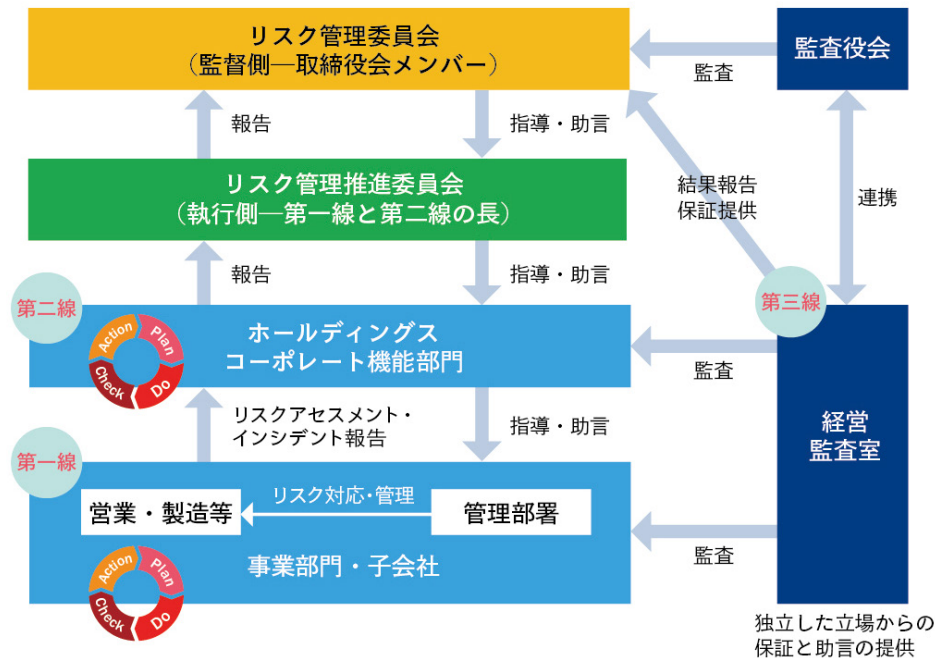 リスク管理委員会
（監督側―取締役会メンバー）
監査役会
監査
報告
指導・助言
リスク管理推進委員会
（執行側―第一線と第二線の長）
結果報告
保証提供
連携
報告
指導・助言
第二線
第三線
ホールディングス
コーポレート機能部門
Action
Plan
Check
Do
監査
リスクアセスメント・
インシデント報告
指導・助言
経営
監査室
第一線
リスク対応・管理
営業・製造等
管理部署
事業部門・子会社
Action
Plan
Check
Do
監査
独立した立場からの
保証と助言の提供